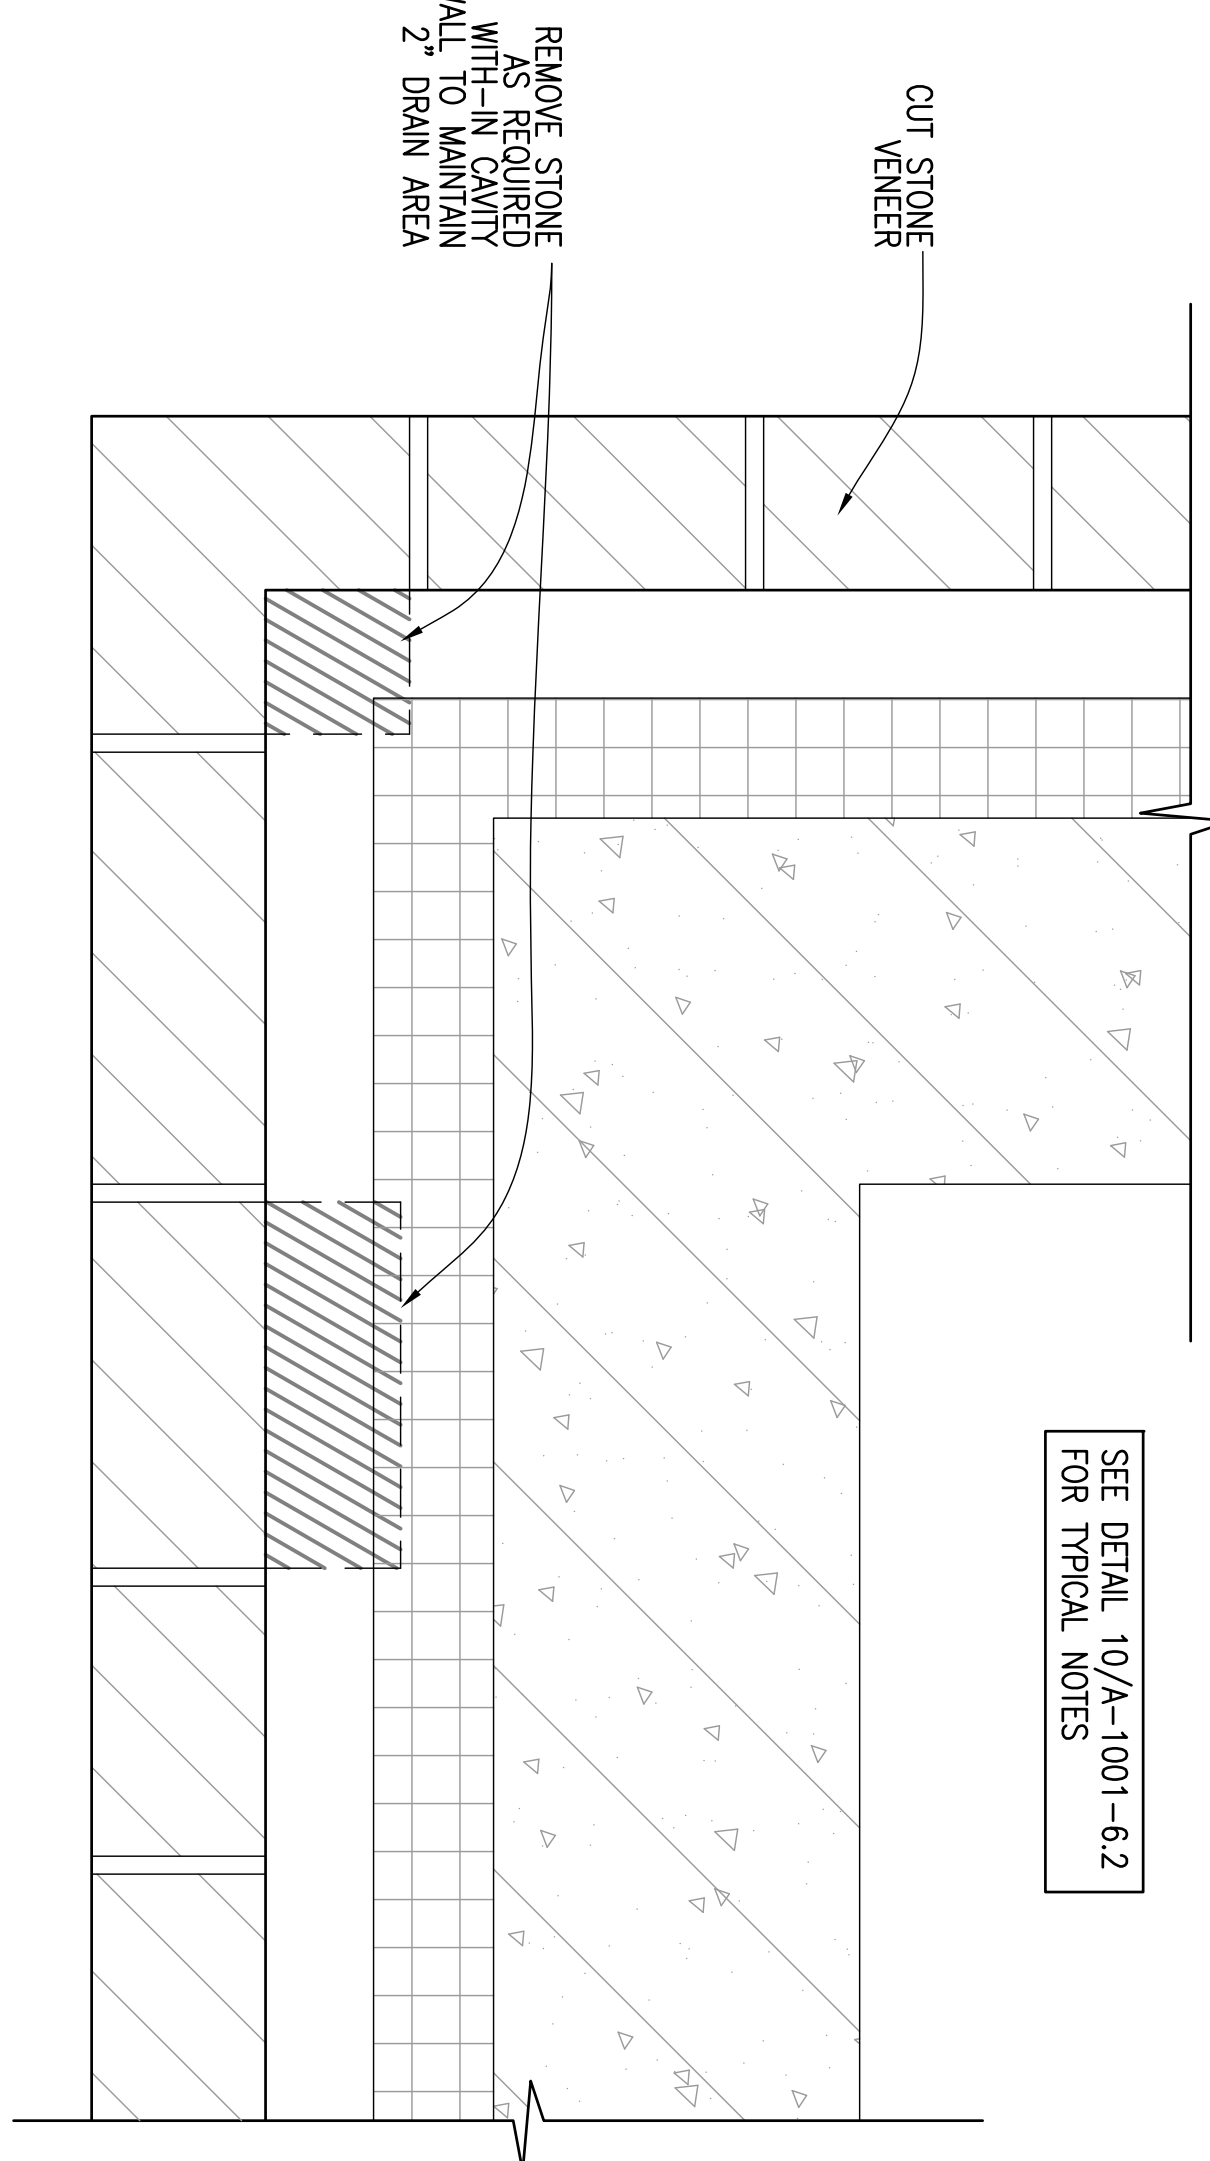 CUT STONE
VENEER
REMOVE STONE
AS REQUIRED
WITH-IN CAVITY
TO MAINTAIN
2" DRAIN AREA
SEE DETAIL 10/A-1001-6.2
FOR TYPICAL NOTES